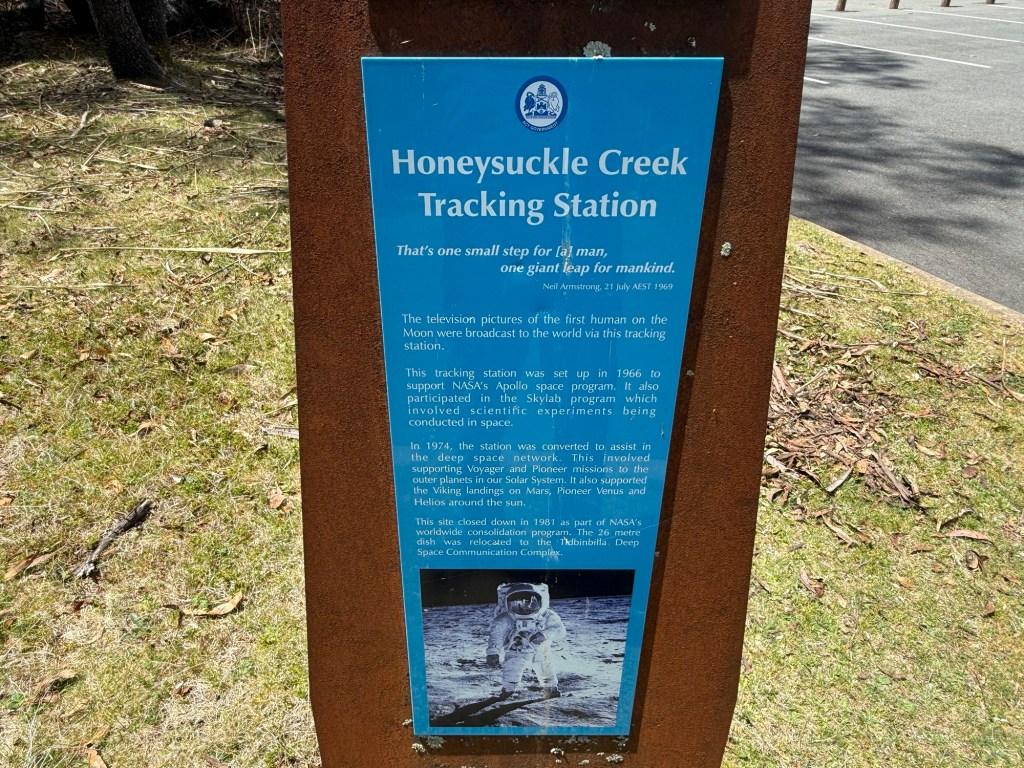 ACT GOVERNMENT
Honeysuckle Creek
Tracking Station
That's one small step for [a] man,
one giant leap for mankind.
Neil Armstrong, 21 July AEST 1969
The television pictures of the first human on the
Moon were broadcast to the world via this tracking
station.
This tracking station was set up in 1966 to
support NASA's Apollo space program. It also
participated in the Skylab program which
involved scientific experiments being
conducted in space.
In 1974, the station was converted to assist in
the deep space network. This involved
supporting Voyager and Pioneer missions to the
outer planets in our Solar System. It also supported
the Viking landings on Mars, Pioneer Venus and
Helios around the sun.
This site closed down in 1981 as part of NASA's
worldwide consolidation program. The 26 metre
dish was relocated to the Tidbinbilla Deep
Space Communication Complex.